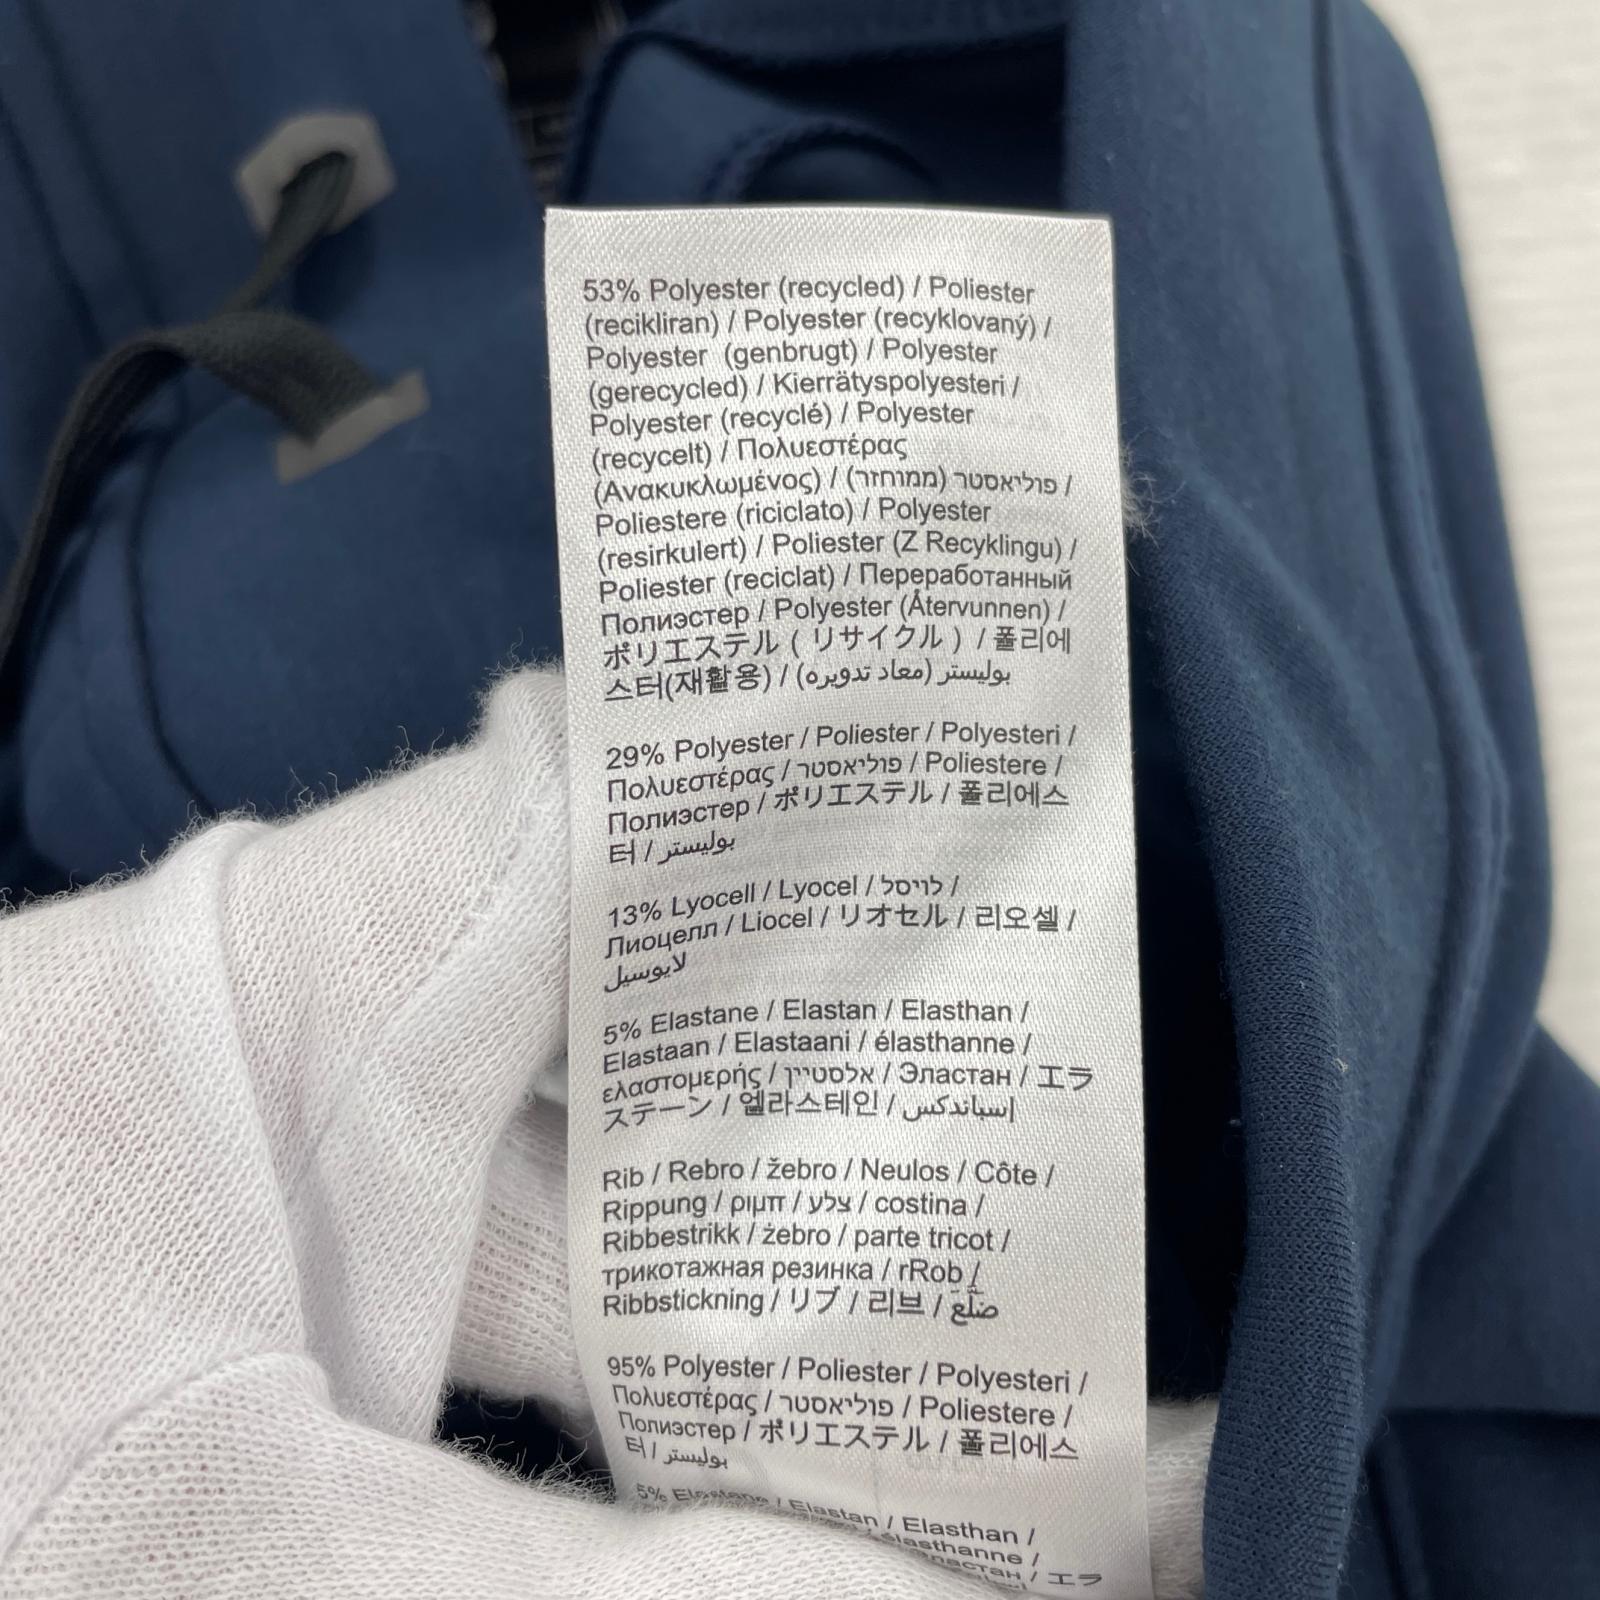 53% Polyester (recycled) / Poliester
(recikliran) / Polyester (recyklovaný) /
Polyester (genbrugt) / Polyester
(gerecycled) / Kierrätyspolyesteri /
Polyester (recyclé) / Polyester
(recycelt) / Πολυεστέρας
(Ανακυκλωμένος) / פוליאסטר (ממוחזר) /
Poliestere (riciclato) / Polyester
(resirkulert) / Poliester (Z Recyklingu) /
Poliester (reciclat) / Переработанный
Полиэстер / Polyester (Återvunnen) /
ポリエステル ( リサイクル ) / 폴리에
스터(재활용) / بوليستر (معاد تدويره)
29% Polyester / Poliester / Polyesteri /
Πολυεστέρας / פוליאסטר / Poliestere /
Полиэстер / ポリエステル / 폴리에스
터 / بوليستر
13% Lyocell / Lyocel / לויסל /
Лиоцелл / Liocel / リオセル / 리오셀 /
لايوسيل
5% Elastane / Elastan / Elasthan /
Elastaan / Elastaani / élasthanne /
ελαστομερής / אלסטיין / Эластан / エラ
ステーン / 엘라스테인 / إسباندكس
Rib / Rebro / žebro / Neulos / Côte /
Rippung / ριμπ / צלע / costina /
Ribbestrikk / żebro / parte tricot /
трикотажная резинка / rRob /
Ribbstickning / リブ / 리브 / ضلع
95% Polyester / Poliester / Polyesteri /
Πολυεστέρας / פוליאסטר / Poliestere /
Полиэстер / ポリエステル / 폴리에스
터 / بوليستر
5% Elastane / Elastan / Elasthan /
élasthanne /
エラ